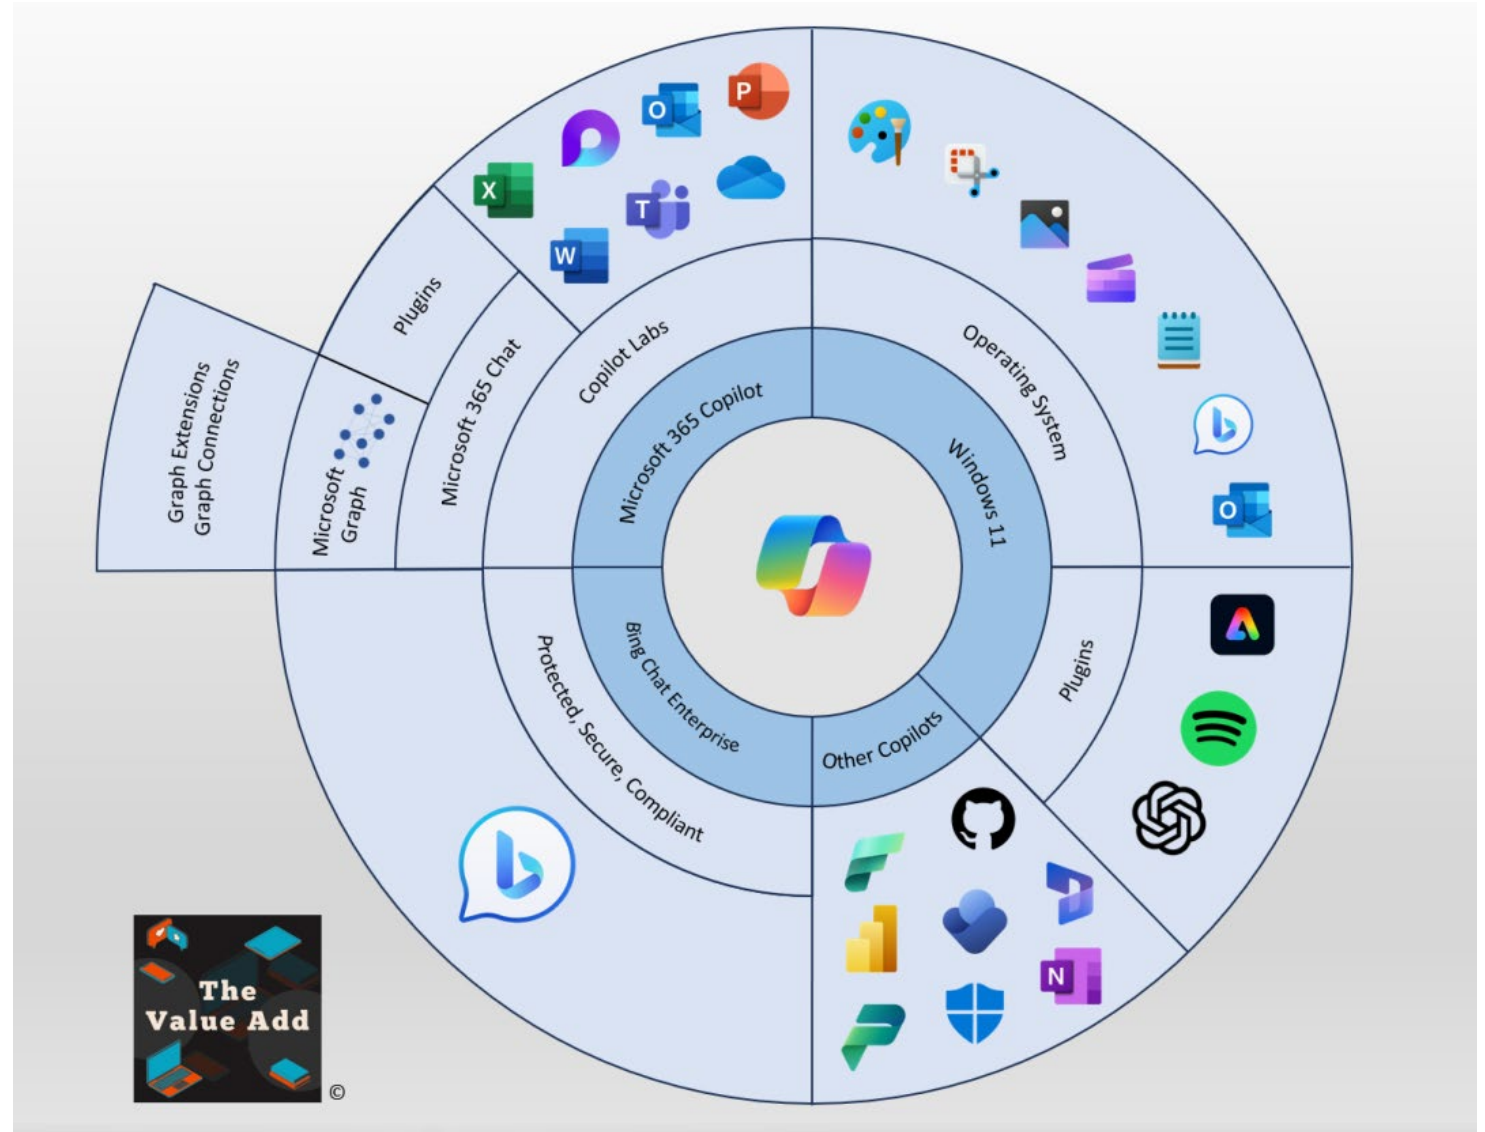 P
O
X
T
W
Plugins
Copilot Labs
Operating System
Graph Extensions
Graph Connections
Microsoft 365 Chat
Microsoft 365 Copilot
Windows 11
Microsoft
Graph
O
Bing Chat Enterprise
Protected, Secure, Compliant
Plugins
Other Copilots
N
The
Value Add
©